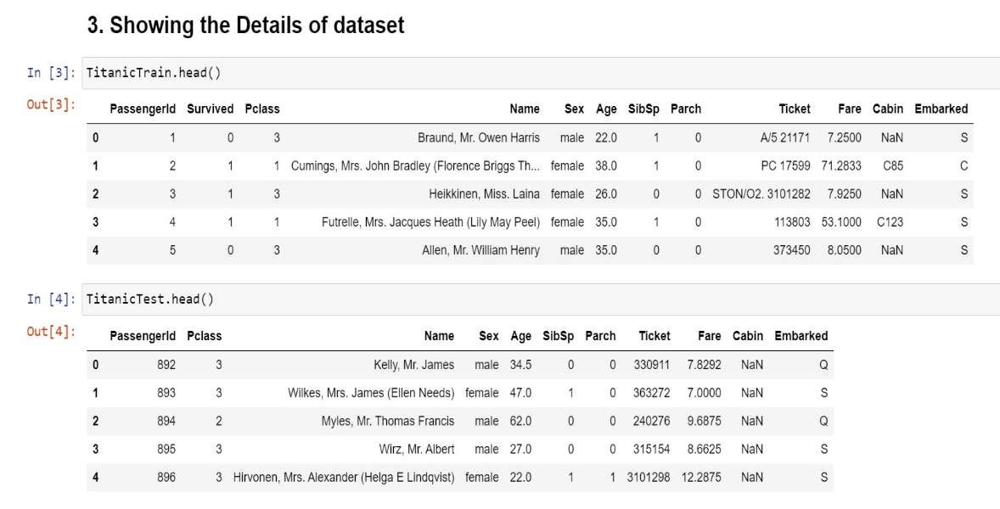 3. Showing the Details of dataset
In [3]: TitanicTrain.head()
Out[3]:
PassengerId Survived Pclass Name Sex Age SibSp Parch Ticket Fare Cabin Embarked
0 1 0 3 Braund, Mr. Owen Harris male 22.0 1 0 A/5 21171 7.2500 NaN S
1 2 1 1 Cumings, Mrs. John Bradley (Florence Briggs Th... female 38.0 1 0 PC 17599 71.2833 C85 C
2 3 1 3 Heikkinen, Miss. Laina female 26.0 0 0 STON/O2. 3101282 7.9250 NaN S
3 4 1 1 Futrelle, Mrs. Jacques Heath (Lily May Peel) female 35.0 1 0 113803 53.1000 C123 S
4 5 0 3 Allen, Mr. William Henry male 35.0 0 0 373450 8.0500 NaN S
In [4]: TitanicTest.head()
Out[4]:
PassengerId Pclass Name Sex Age SibSp Parch Ticket Fare Cabin Embarked
0 892 3 Kelly, Mr. James male 34.5 0 0 330911 7.8292 NaN Q
1 893 3 Wilkes, Mrs. James (Ellen Needs) female 47.0 1 0 363272 7.0000 NaN S
2 894 2 Myles, Mr. Thomas Francis male 62.0 0 0 240276 9.6875 NaN Q
3 895 3 Wirz, Mr. Albert male 27.0 0 0 315154 8.6625 NaN S
4 896 3 Hirvonen, Mrs. Alexander (Helga E Lindqvist) female 22.0 1 1 3101298 12.2875 NaN S